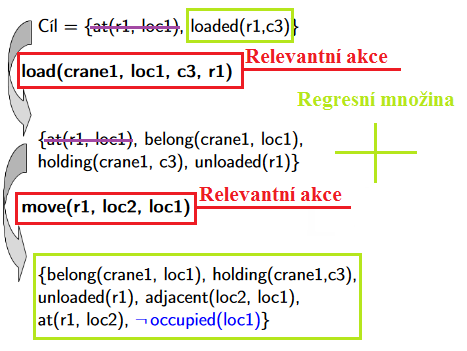 Cíl = {at(r1, loc1), loaded(r1,c3)}
load(crane1, loc1, c3, r1) Relevantní akce
Regresní množina
{at(r1, loc1), belong(crane1, loc1),
holding(crane1, c3), unloaded(r1)}
Relevantní akce
move(r1, loc2, loc1)
{belong(crane1, loc1), holding(crane1,c3),
unloaded(r1), adjacent(loc2, loc1),
at(r1, loc2), ¬occupied(loc1)}